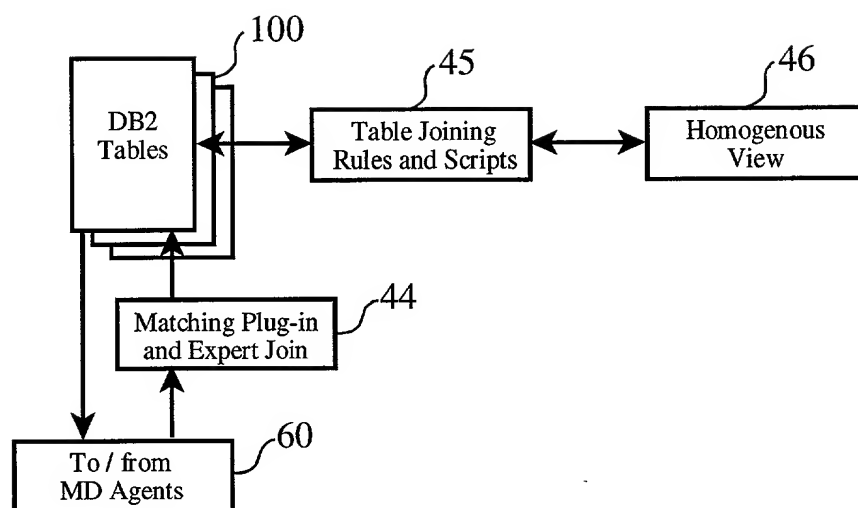 100
45
46
DB2
Tables
Table Joining
Rules and Scripts
Homogenous
View
44
Matching Plug-in
and Expert Join
60
To / from
MD Agents